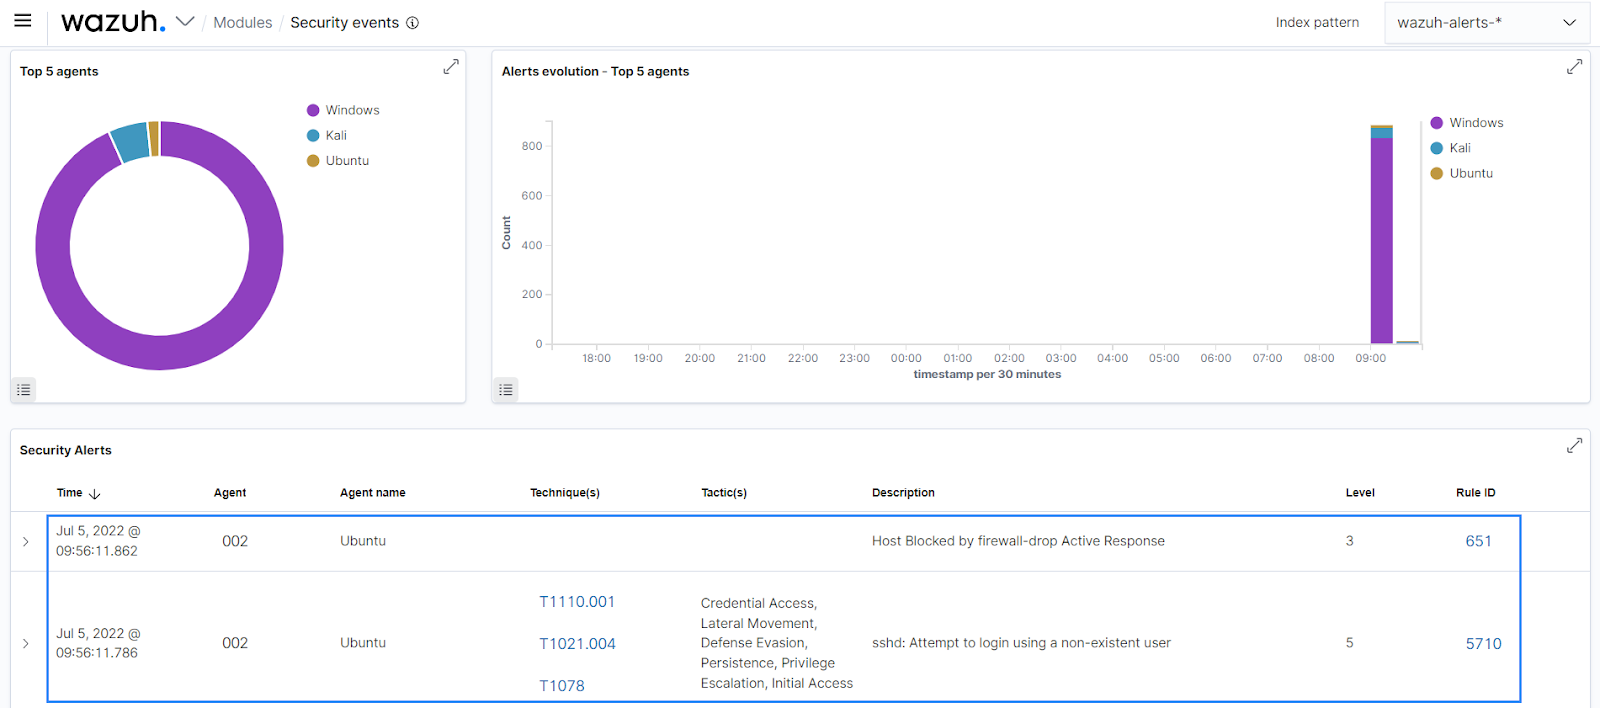 wazuh. / Modules / Security events
Index pattern
wazuh-alerts-*
Top 5 agents
Windows
Kali
Ubuntu
Alerts evolution - Top 5 agents
Count
800
600
400
200
0
18:00 19:00 20:00 21:00 22:00 23:00 00:00 01:00 02:00 03:00 04:00 05:00 06:00 07:00 08:00 09:00
timestamp per 30 minutes
Windows
Kali
Ubuntu
Security Alerts
Time Agent Agent name Technique(s) Tactic(s) Description Level Rule ID
Jul 5, 2022 @
09:56:11.862
002
Ubuntu
Host Blocked by firewall-drop Active Response
3
651
Jul 5, 2022 @
09:56:11.786
002
Ubuntu
T1110.001
T1021.004
T1078
Credential Access,
Lateral Movement,
Defense Evasion,
Persistence, Privilege
Escalation, Initial Access
sshd: Attempt to login using a non-existent user
5
5710